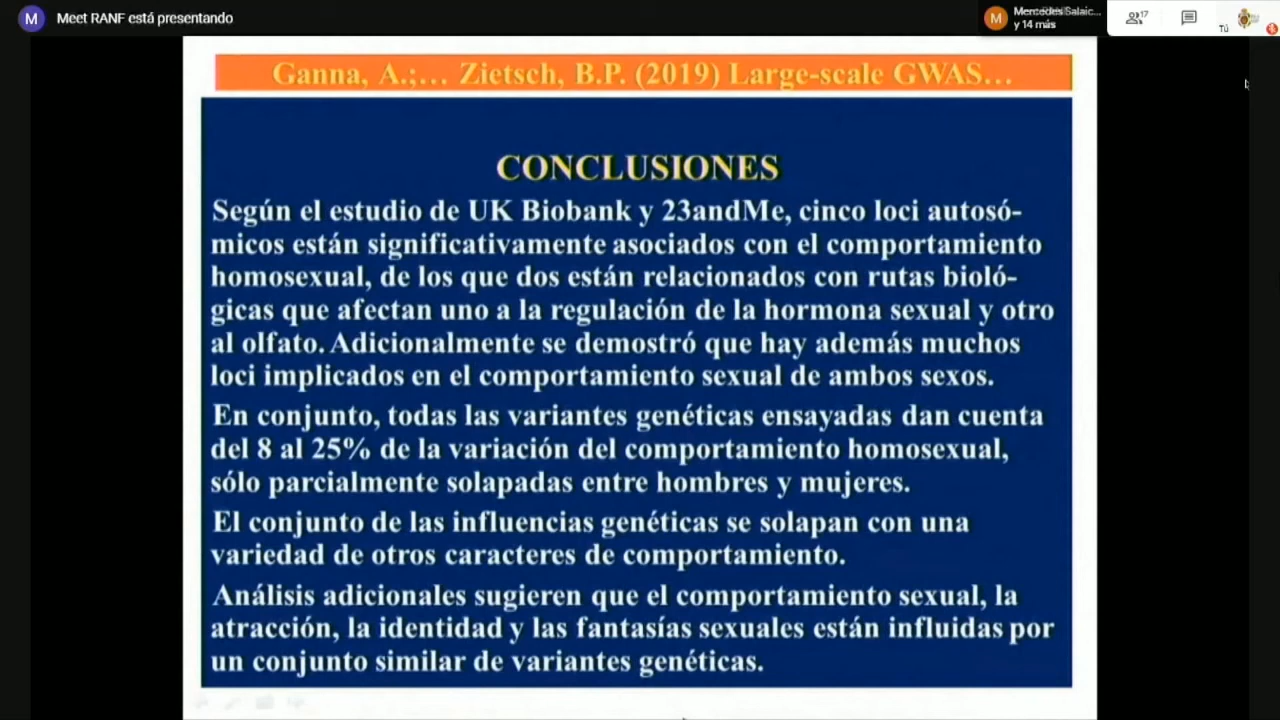 M Meet RANF está presentando
M
y 14 más
17
Tú
Ganna, A.;… Zietsch, B.P. (2019) Large-scale GWAS…
CONCLUSIONES
Según el estudio de UK Biobank y 23andMe, cinco loci autosó-
micos están significativamente asociados con el comportamiento
homosexual, de los que dos están relacionados con rutas bioló-
gicas que afectan uno a la regulación de la hormona sexual y otro
al olfato. Adicionalmente se demostró que hay además muchos
loci implicados en el comportamiento sexual de ambos sexos.
En conjunto, todas las variantes genéticas ensayadas dan cuenta
del 8 al 25% de la variación del comportamiento homosexual,
sólo parcialmente solapadas entre hombres y mujeres.
El conjunto de las influencias genéticas se solapan con una
variedad de otros caracteres de comportamiento.
Análisis adicionales sugieren que el comportamiento sexual, la
atracción, la identidad y las fantasías sexuales están influidas por
un conjunto similar de variantes genéticas.